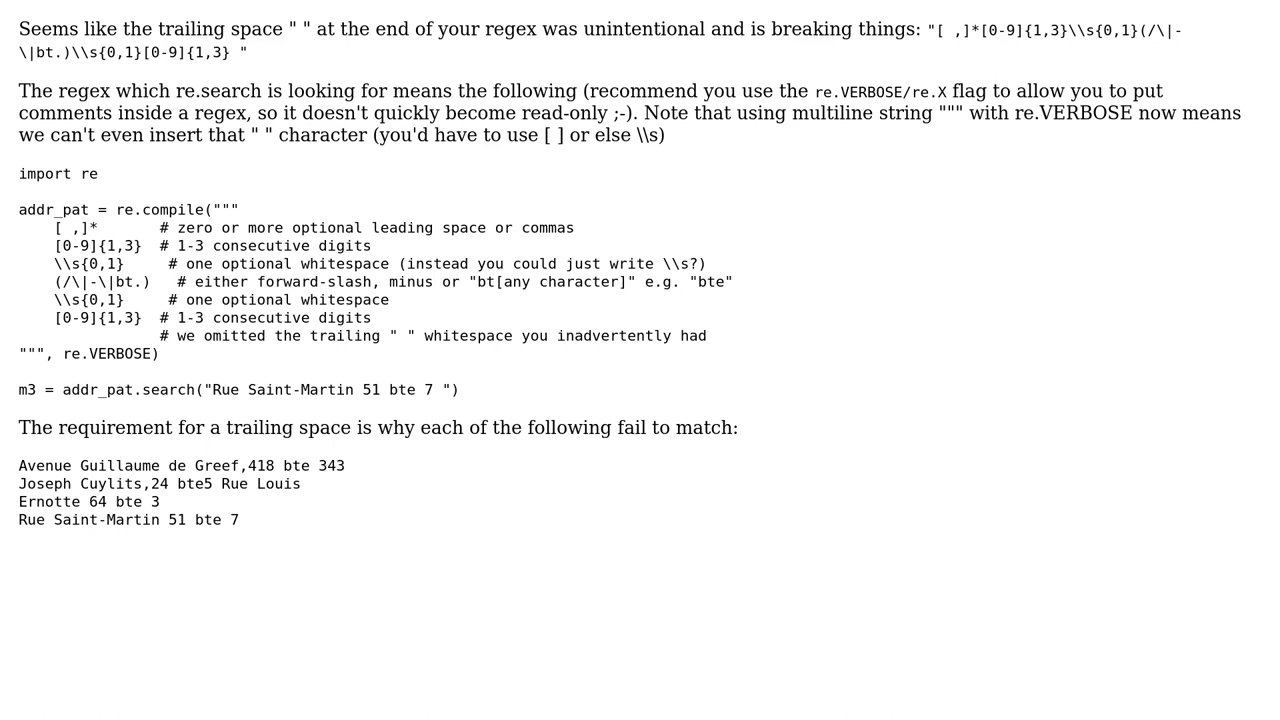 Seems like the trailing space " " at the end of your regex was unintentional and is breaking things: "[ ,]*[0-9]{1,3}\\s{0,1}(/\|-
\|bt.)\\s{0,1}[0-9]{1,3} "
The regex which re.search is looking for means the following (recommend you use the re.VERBOSE/re.X flag to allow you to put
comments inside a regex, so it doesn't quickly become read-only ;-). Note that using multiline string """ with re.VERBOSE now means
we can't even insert that " " character (you'd have to use [ ] or else \\s)
import re
addr_pat = re.compile("""
    [ ,]*       # zero or more optional leading space or commas
    [0-9]{1,3}  # 1-3 consecutive digits
    \\s{0,1}     # one optional whitespace (instead you could just write \\s?)
    (/\|-\|bt.)   # either forward-slash, minus or "bt[any character]" e.g. "bte"
    \\s{0,1}     # one optional whitespace
    [0-9]{1,3}  # 1-3 consecutive digits
                # we omitted the trailing " " whitespace you inadvertently had
""", re.VERBOSE)
m3 = addr_pat.search("Rue Saint-Martin 51 bte 7 ")
The requirement for a trailing space is why each of the following fail to match:
Avenue Guillaume de Greef,418 bte 343
Joseph Cuylits,24 bte5 Rue Louis
Ernotte 64 bte 3
Rue Saint-Martin 51 bte 7